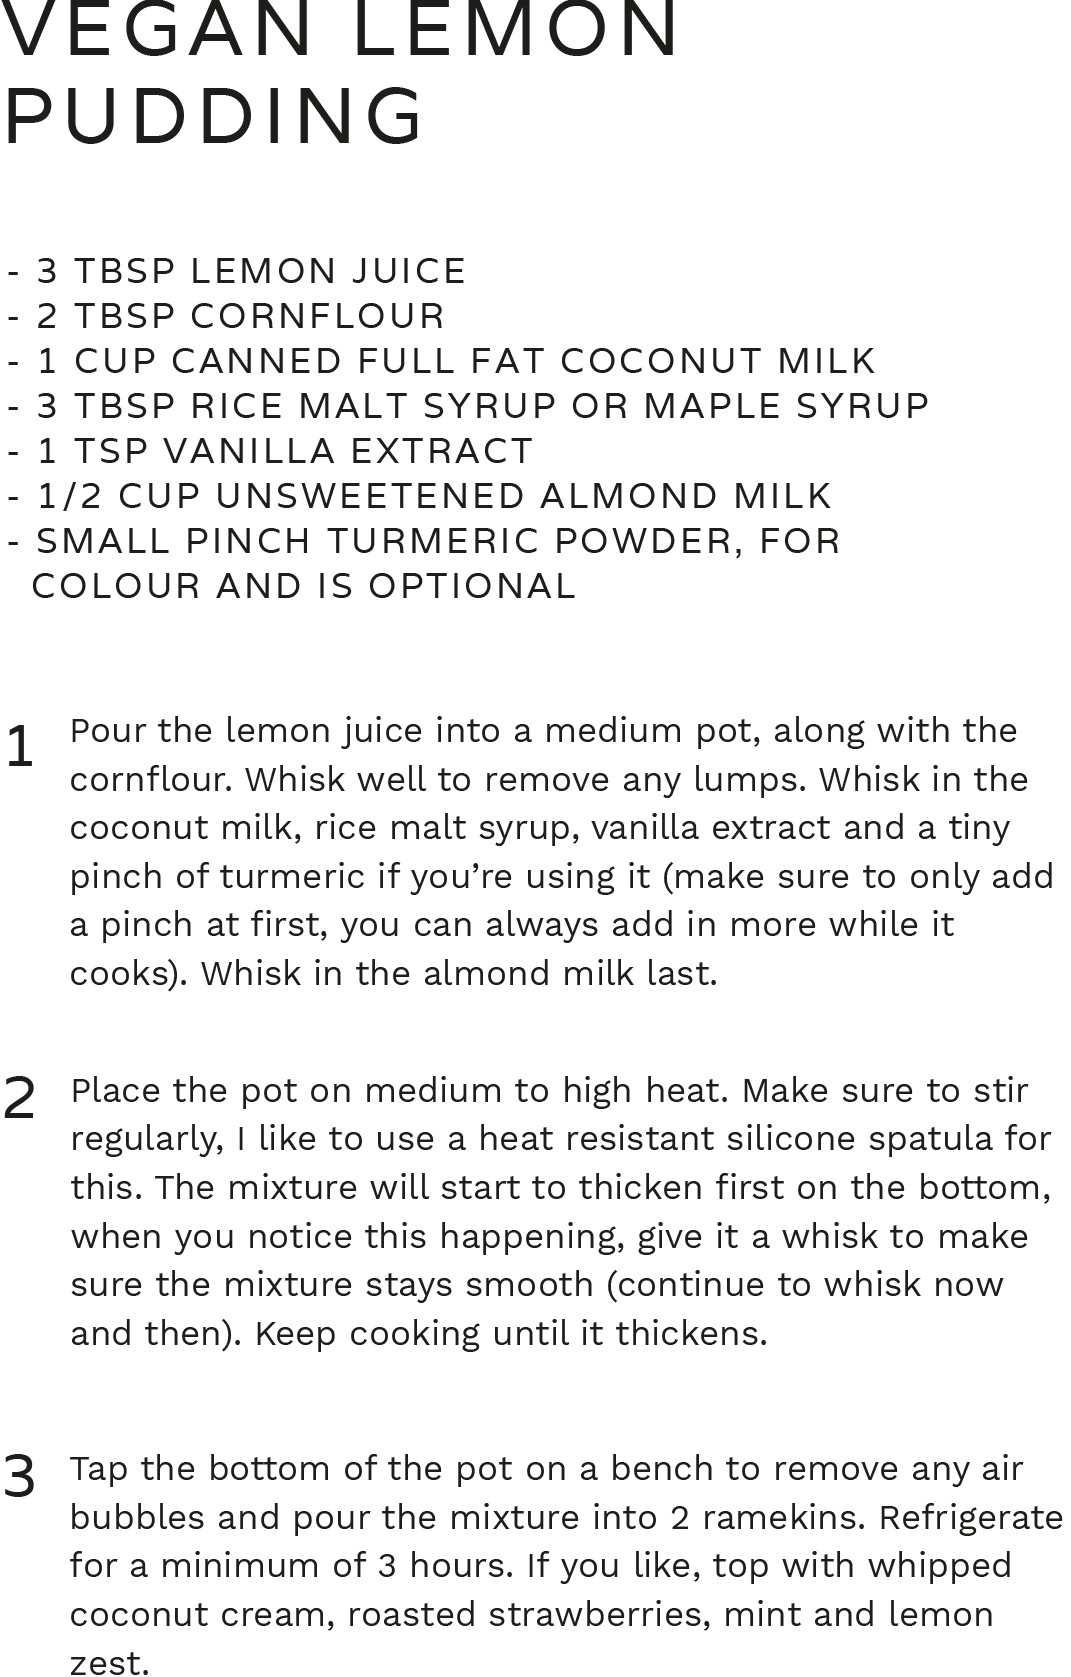 VEGAN LEMON
PUDDING
- 3 TBSP LEMON JUICE
- 2 TBSP CORNFLOUR
- 1 CUP CANNED FULL FAT COCONUT MILK
- 3 TBSP RICE MALT SYRUP OR MAPLE SYRUP
- 1 TSP VANILLA EXTRACT
- 1/2 CUP UNSWEETENED ALMOND MILK
- SMALL PINCH TURMERIC POWDER, FOR
COLOUR AND IS OPTIONAL
1 Pour the lemon juice into a medium pot, along with the
cornflour. Whisk well to remove any lumps. Whisk in the
coconut milk, rice malt syrup, vanilla extract and a tiny
pinch of turmeric if you’re using it (make sure to only add
a pinch at first, you can always add in more while it
cooks). Whisk in the almond milk last.
2 Place the pot on medium to high heat. Make sure to stir
regularly, I like to use a heat resistant silicone spatula for
this. The mixture will start to thicken first on the bottom,
when you notice this happening, give it a whisk to make
sure the mixture stays smooth (continue to whisk now
and then). Keep cooking until it thickens.
3 Tap the bottom of the pot on a bench to remove any air
bubbles and pour the mixture into 2 ramekins. Refrigerate
for a minimum of 3 hours. If you like, top with whipped
coconut cream, roasted strawberries, mint and lemon
zest.